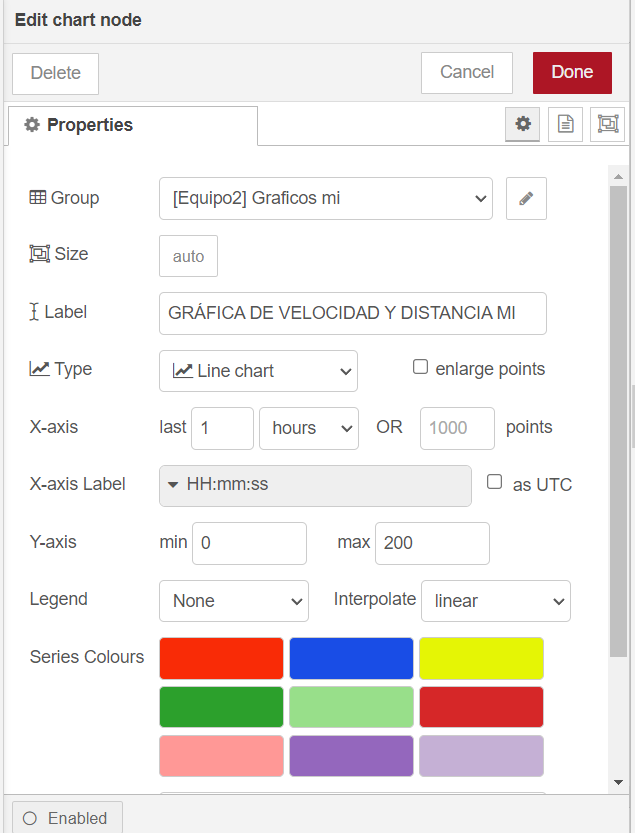 Edit chart node
Delete Cancel Done
Properties
Group [Equipo2] Graficos mi
Size auto
Label GRÁFICA DE VELOCIDAD Y DISTANCIA MI
Type Line chart enlarge points
X-axis last 1 hours OR 1000 points
X-axis Label HH:mm:ss as UTC
Y-axis min 0 max 200
Legend None Interpolate linear
Series Colours
Enabled